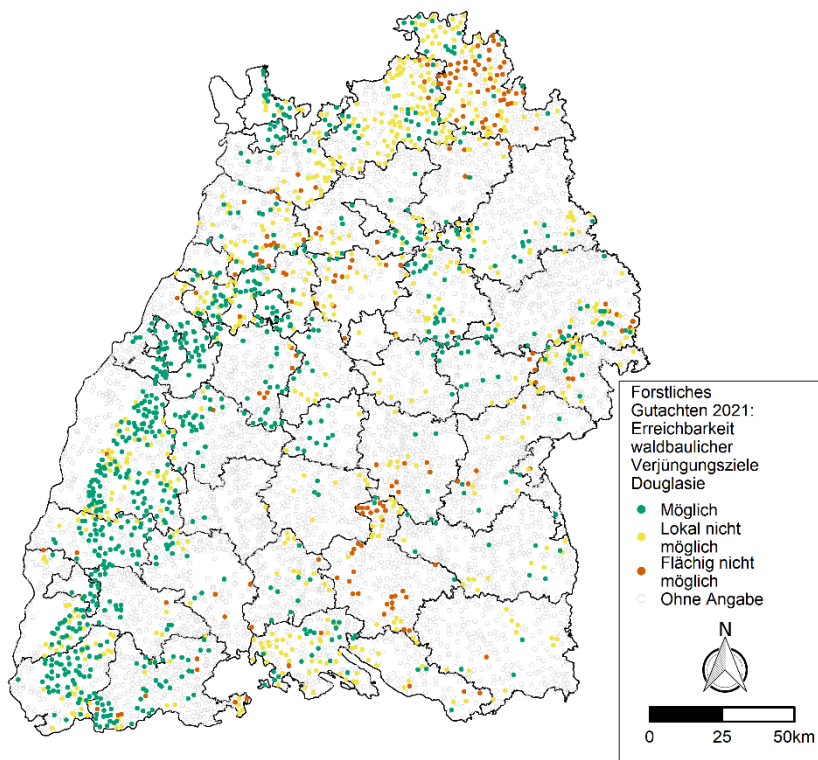 Forstliches
Gutachten 2021:
Erreichbarkeit
waldbaulicher
Verjüngungsziele
Douglasie
Möglich
Lokal nicht
möglich
Flächig nicht
möglich
Ohne Angabe
N
0 25 50km